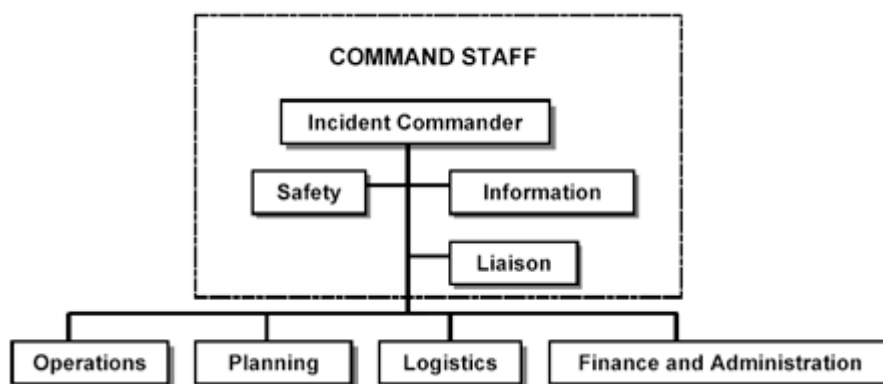 COMMAND STAFF
Incident Commander
Safety
Information
Liaison
Operations
Planning
Logistics
Finance and Administration